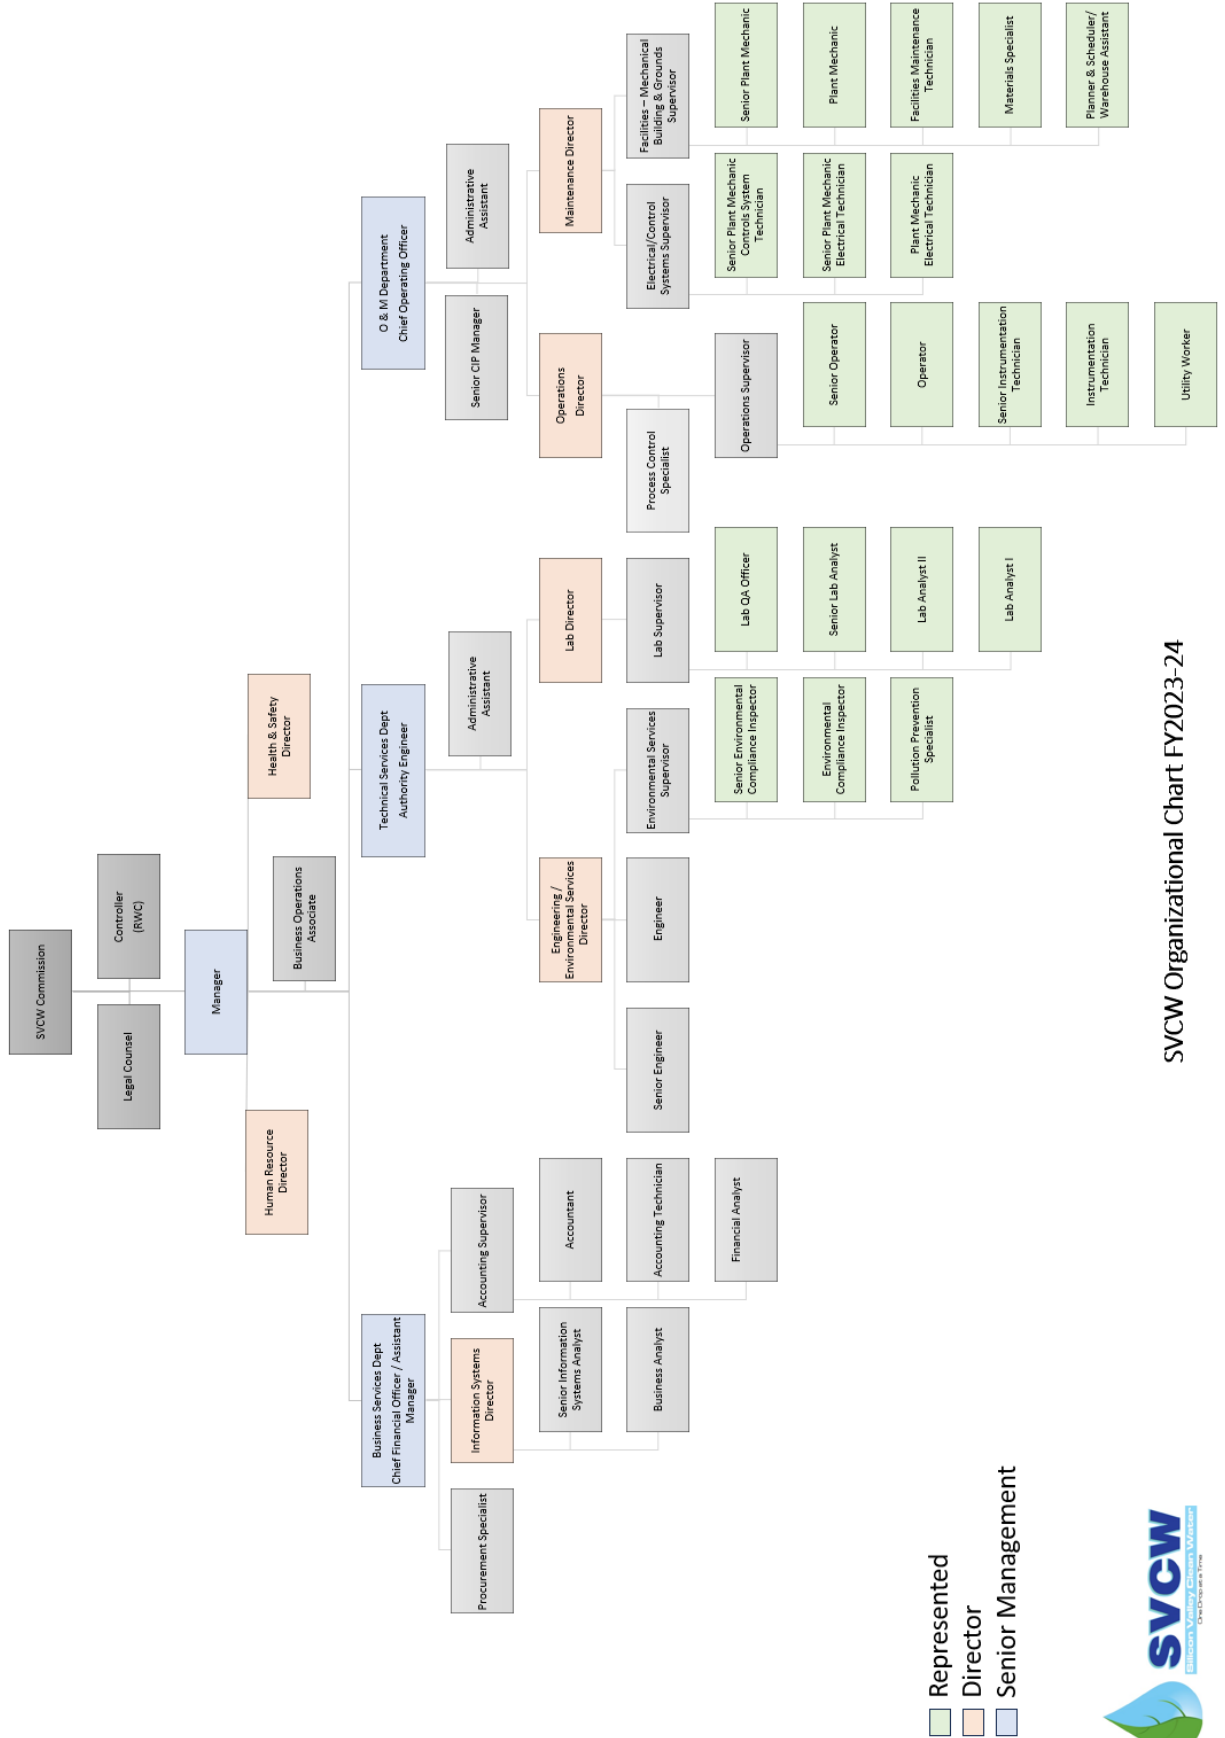 SVCW Commission
Legal Counsel
Controller
(RWC)
Manager
Human Resource
Director
Health & Safety
Director
Business Operations
Associate
Business Services Dept
Chief Financial Officer / Assistant
Manager
Technical Services Dept
Authority Engineer
O & M Department
Chief Operating Officer
Procurement Specialist
Information Systems
Director
Accounting Supervisor
Administrative
Assistant
Senior CIP Manager
Administrative
Assistant
Senior Information
Systems Analyst
Business Analyst
Accountant
Accounting Technician
Financial Analyst
Engineering /
Environmental Services
Director
Lab Director
Operations
Director
Maintenance Director
Senior Engineer
Engineer
Environmental Services
Supervisor
Lab Supervisor
Process Control
Specialist
Electrical/Control
Systems Supervisor
Facilities – Mechanical
Building & Grounds
Supervisor
Senior Environmental
Compliance Inspector
Environmental
Compliance Inspector
Pollution Prevention
Specialist
Lab QA Officer
Senior Lab Analyst
Lab Analyst II
Lab Analyst I
Operations Supervisor
Senior Operator
Operator
Senior Instrumentation
Technician
Instrumentation
Technician
Utility Worker
Senior Plant Mechanic
Controls System
Technician
Senior Plant Mechanic
Electrical Technician
Plant Mechanic
Electrical Technician
Senior Plant Mechanic
Plant Mechanic
Facilities Maintenance
Technician
Materials Specialist
Planner & Scheduler/
Warehouse Assistant
Represented
Director
Senior Management
SVCW
Silicon Valley Clean Water
One Drop at a Time
SVCW Organizational Chart FY2023-24